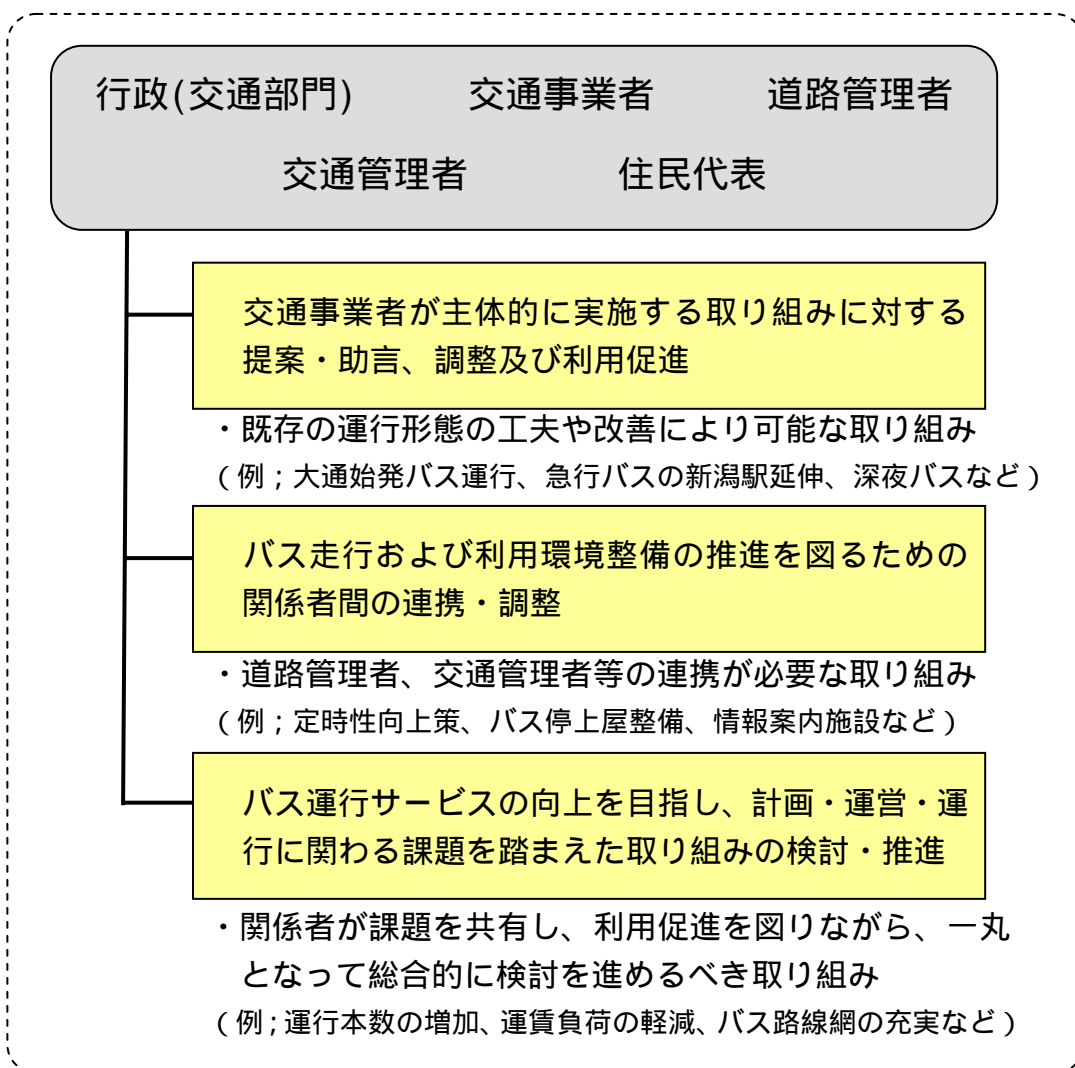 行政(交通部門) 交通事業者 道路管理者
交通管理者 住民代表
交通事業者が主体的に実施する取り組みに対する
提案・助言、調整及び利用促進
・既存の運行形態の工夫や改善により可能な取り組み
(例;大通始発バス運行、急行バスの新潟駅延伸、深夜バスなど)
バス走行および利用環境整備の推進を図るための
関係者間の連携・調整
・道路管理者、交通管理者等の連携が必要な取り組み
(例;定時性向上策、バス停上屋整備、情報案内施設など)
バス運行サービスの向上を目指し、計画・運営・運
行に関わる課題を踏まえた取り組みの検討・推進
・関係者が課題を共有し、利用促進を図りながら、一丸
となって総合的に検討を進めるべき取り組み
(例;運行本数の増加、運賃負荷の軽減、バス路線網の充実など)